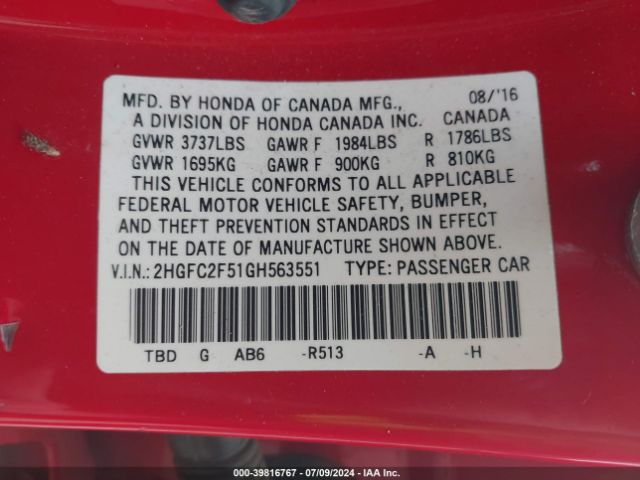 MFD. BY HONDA OF CANADA MFG., 08/'16
A DIVISION OF HONDA CANADA INC. CANADA
GVWR 3737LBS GAWR F 1984LBS R 1786LBS
GVWR 1695KG GAWR F 900KG R 810KG
THIS VEHICLE CONFORMS TO ALL APPLICABLE
FEDERAL MOTOR VEHICLE SAFETY, BUMPER,
AND THEFT PREVENTION STANDARDS IN EFFECT
ON THE DATE OF MANUFACTURE SHOWN ABOVE.
V.I.N.: 2HGFC2F51GH563551 TYPE: PASSENGER CAR
TBD G AB6 -R513 -A -H
000-39816767 / 07/09/2024 - IAA Inc.